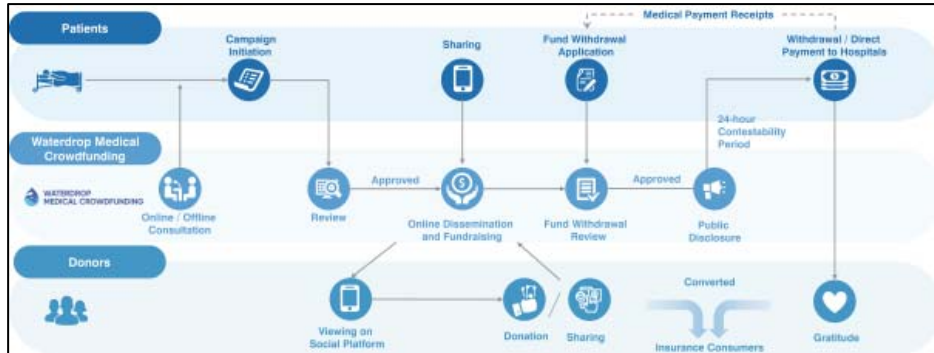 Medical Payment Receipts
Patients
Campaign
Initiation
Sharing
Fund Withdrawal
Application
Withdrawal / Direct
Payment to Hospitals
24-hour
Contestability
Period
Waterdrop Medical
Crowdfunding
WATERDROP
MEDICAL CROWDFUNDING
Online / Offline
Consultation
Review
Approved
Online Dissemination
and Fundraising
Fund Withdrawal
Review
Approved
Public
Disclosure
Donors
Viewing on
Social Platform
Donation
Sharing
Converted
Insurance Consumers
Gratitude